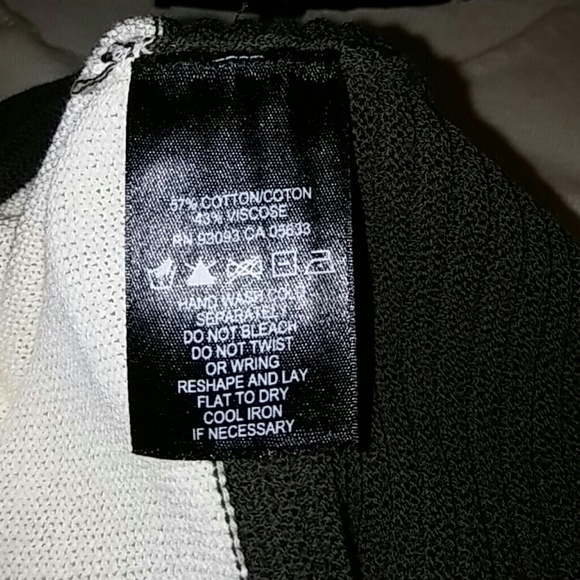 57% COTTON/COTON
43% VISCOSE
RN 93093 CA 05633
HAND WASH COLD
SEPARATELY
DO NOT BLEACH
DO NOT TWIST
OR WRING
RESHAPE AND LAY
FLAT TO DRY
COOL IRON
IF NECESSARY